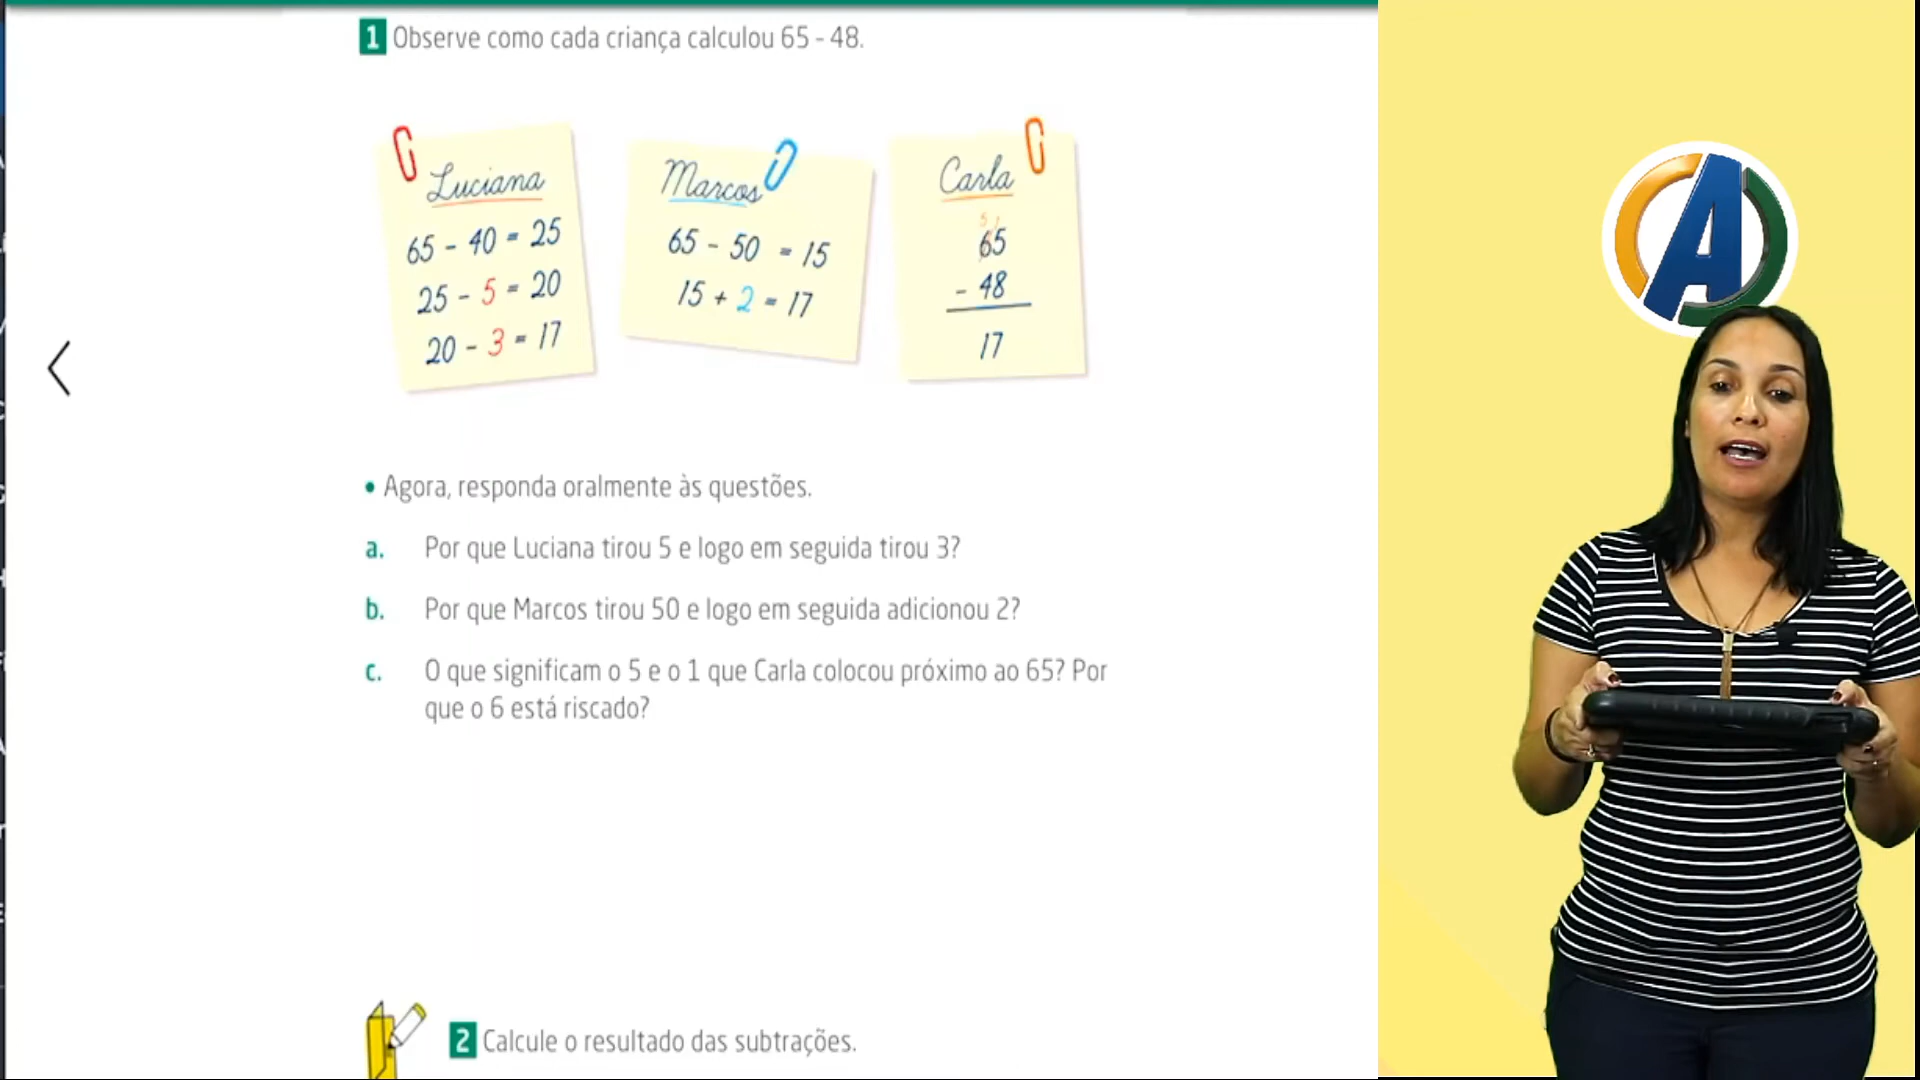 1 Observe como cada criança calculou 65 - 48.
Luciana
65 - 40 = 25
25 - 5 = 20
20 - 3 = 17
Marcos
65 - 50 = 15
15 + 2 = 17
Carla
5 1
65
- 48
17
• Agora, responda oralmente às questões.
a. Por que Luciana tirou 5 e logo em seguida tirou 3?
b. Por que Marcos tirou 50 e logo em seguida adicionou 2?
c. O que significam o 5 e o 1 que Carla colocou próximo ao 65? Por
que o 6 está riscado?
2 Calcule o resultado das subtrações.
A